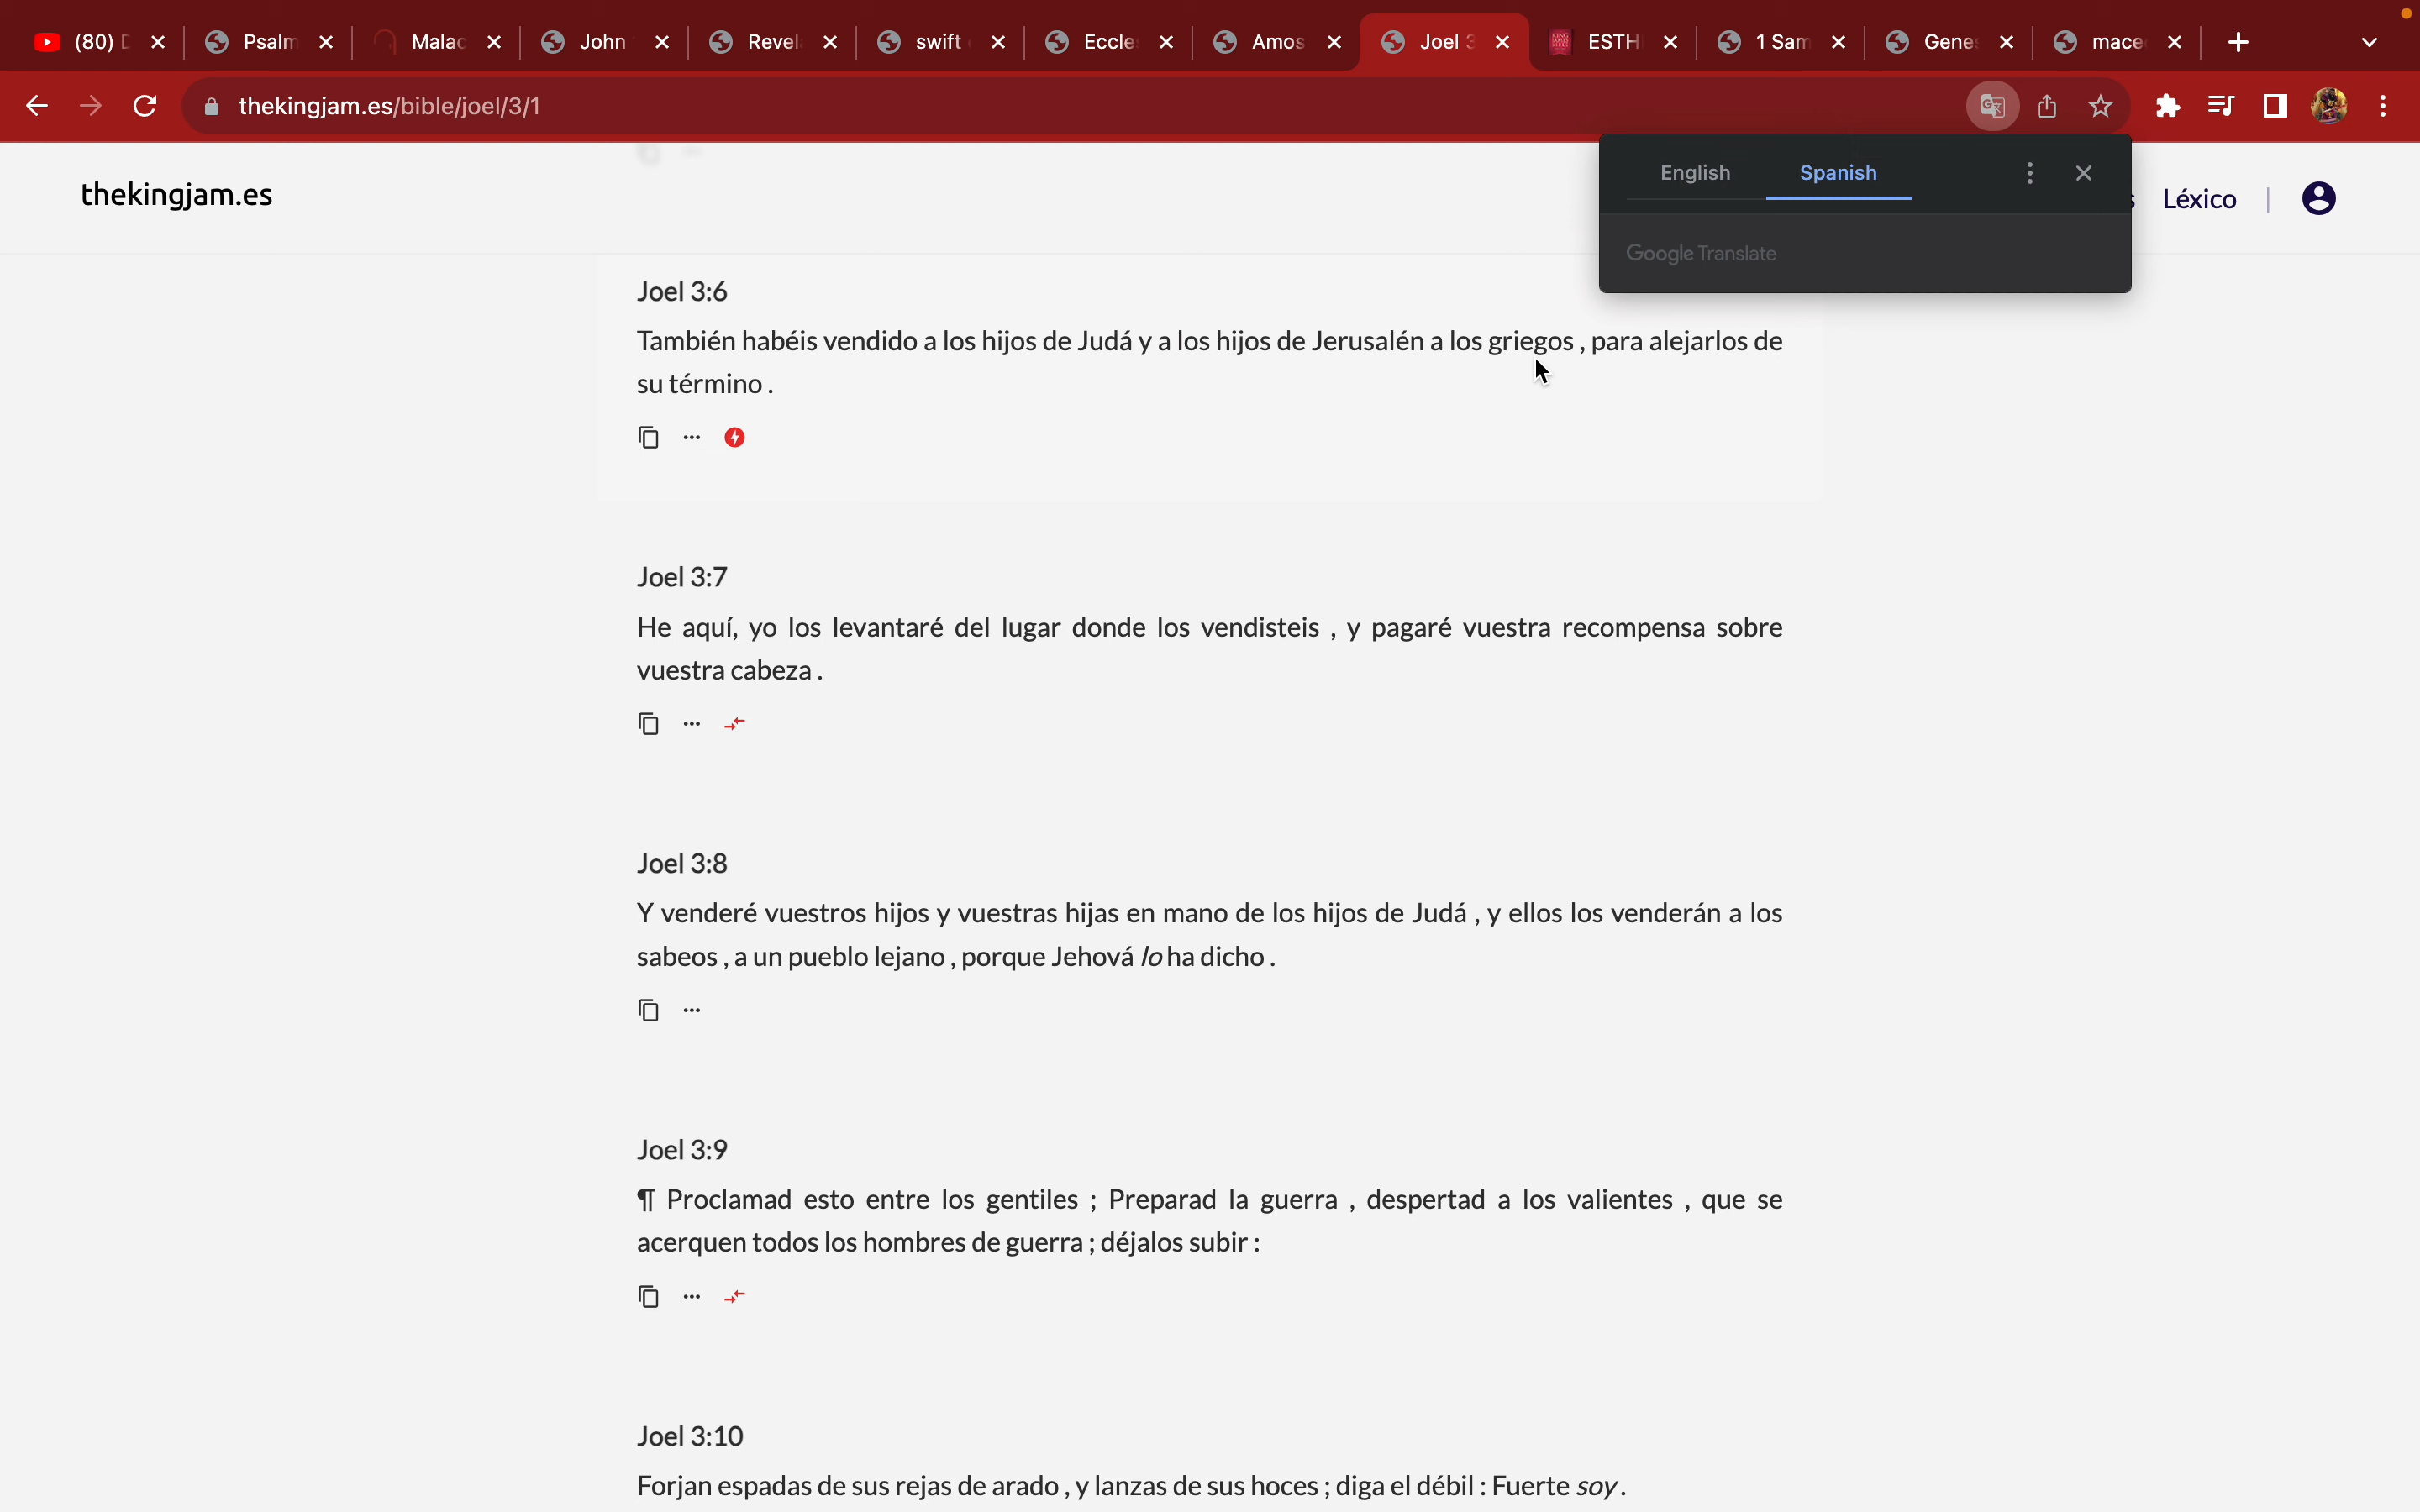 (80)
Psalm
Malac
John
Revel
swift
Eccle
Amos
Joel 3
ESTH
1 Sam
Gene
mace
thekingjam.es/bible/joel/3/1
English
Spanish
Google Translate
thekingjam.es
Léxico
Joel 3:6
También habéis vendido a los hijos de Judá y a los hijos de Jerusalén a los griegos , para alejarlos de
su término .
Joel 3:7
He aquí, yo los levantaré del lugar donde los vendisteis , y pagaré vuestra recompensa sobre
vuestra cabeza .
Joel 3:8
Y venderé vuestros hijos y vuestras hijas en mano de los hijos de Judá , y ellos los venderán a los
sabeos , a un pueblo lejano , porque Jehová lo ha dicho .
Joel 3:9
¶ Proclamad esto entre los gentiles ; Preparad la guerra , despertad a los valientes , que se
acerquen todos los hombres de guerra ; déjalos subir :
Joel 3:10
Forjan espadas de sus rejas de arado , y lanzas de sus hoces ; diga el débil : Fuerte soy .